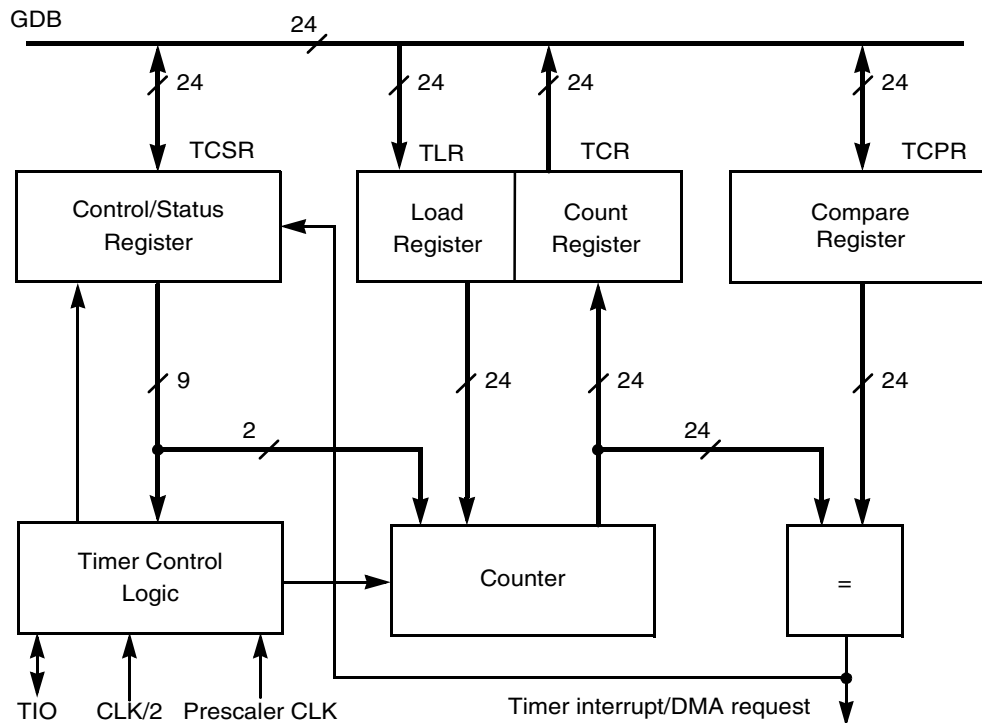 GDB
24
24
24
24
24
TCSR
TLR
TCR
TCPR
Control/Status
Register
Load
Register
Count
Register
Compare
Register
9
24
24
24
2
24
Timer Control
Logic
Counter
=
TIO
CLK/2
Prescaler CLK
Timer interrupt/DMA request